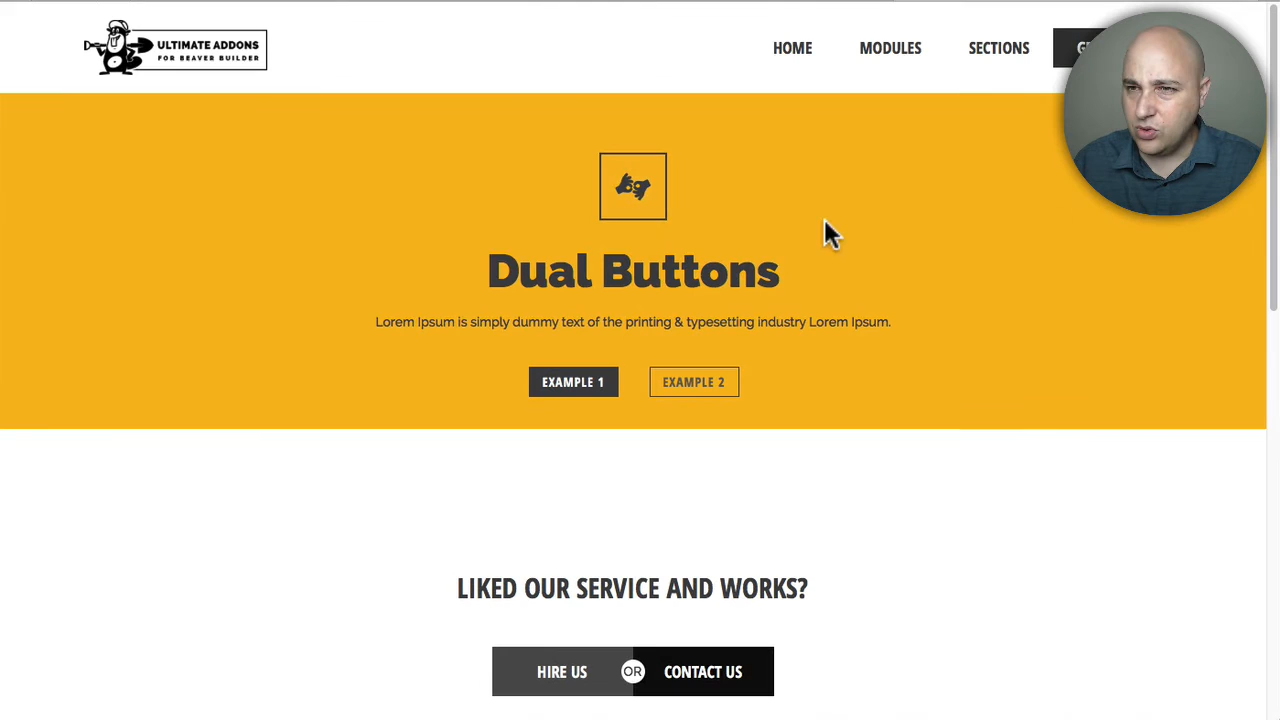 ULTIMATE ADDONS
FOR BEAVER BUILDER
HOME
MODULES
SECTIONS
Dual Buttons
Lorem Ipsum is simply dummy text of the printing & typesetting industry Lorem Ipsum.
EXAMPLE 1
EXAMPLE 2
LIKED OUR SERVICE AND WORKS?
HIRE US
OR
CONTACT US